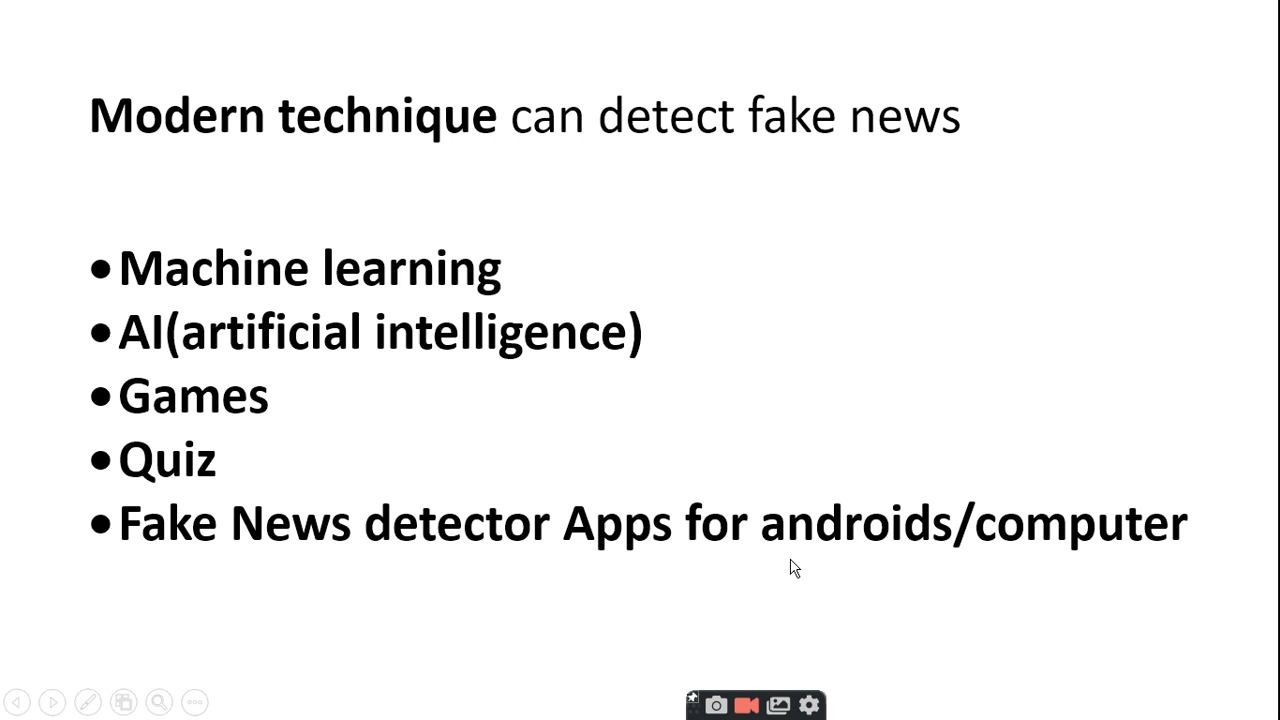 Modern technique can detect fake news
•Machine learning
•AI(artificial intelligence)
•Games
•Quiz
•Fake News detector Apps for androids/computer